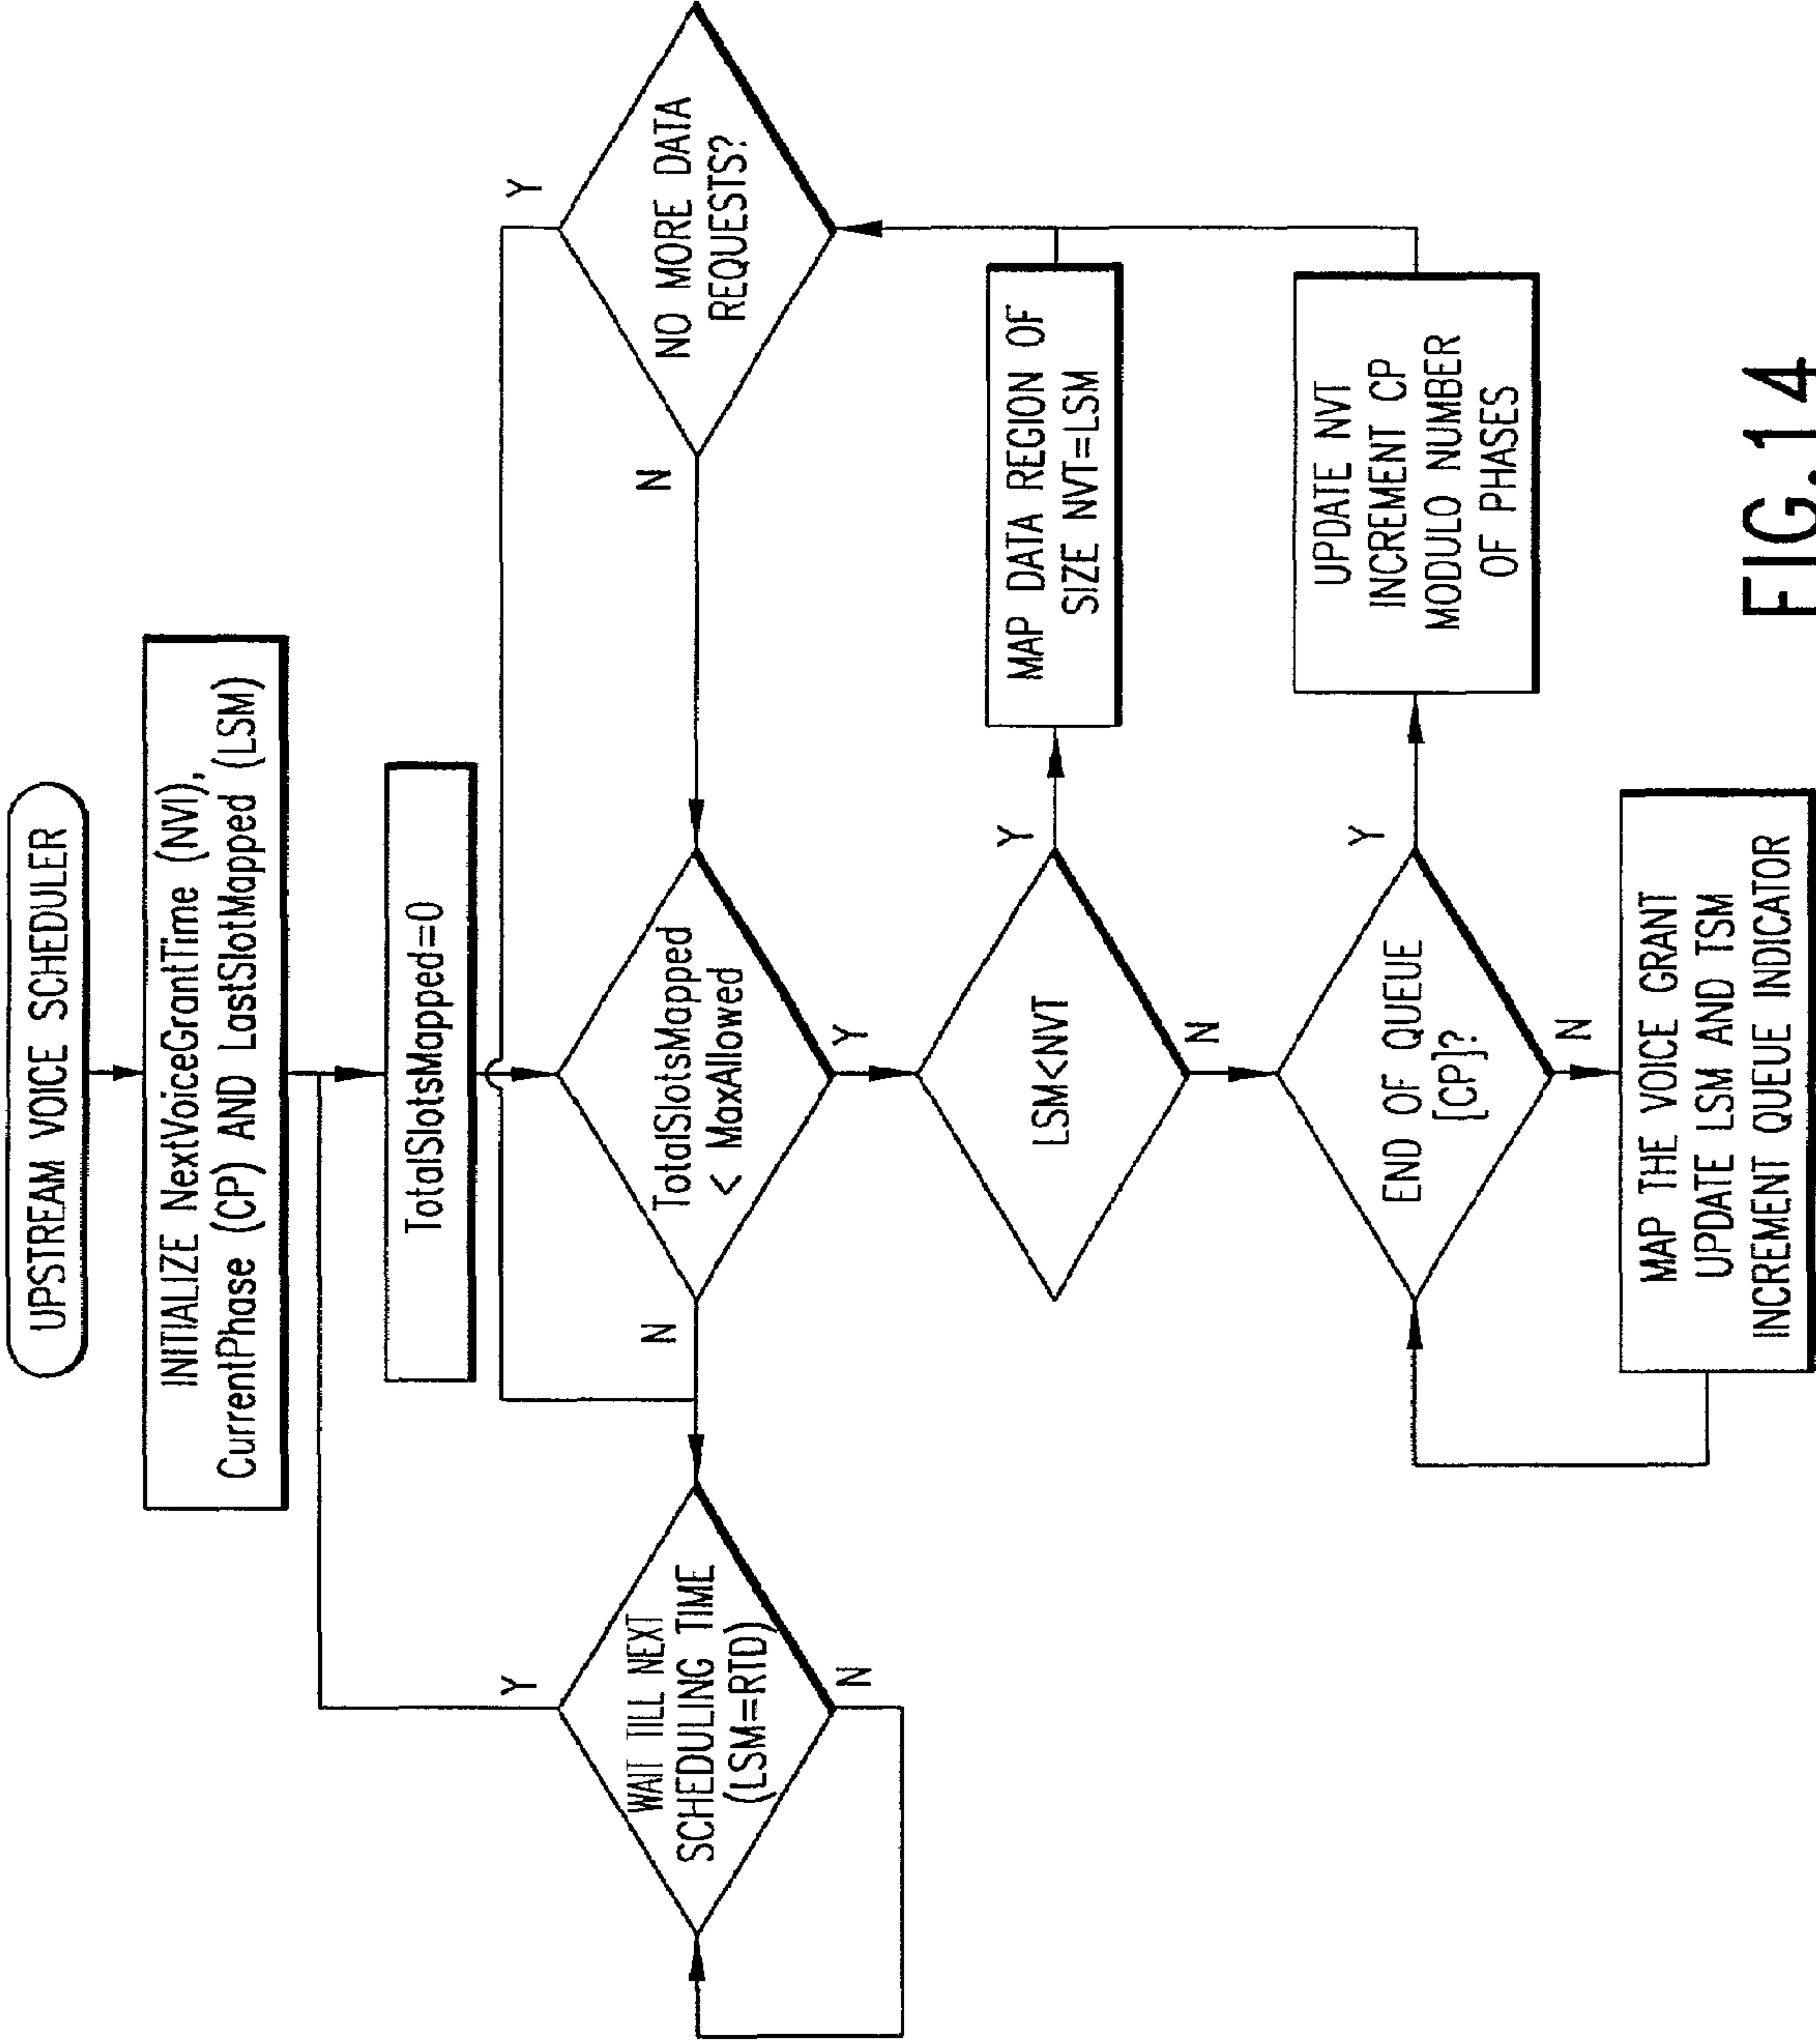 UPSTREAM VOICE SCHEDULER
INITIALIZE NextVoiceGrantTime (NVI),
CurrentPhase (CP) AND LastSlotMapped (LSM)
TotalSlotsMapped=0
WAIT TILL NEXT
SCHEDULING TIME
(LSM=RTD)
Y
N
TotalSlotsMapped
< MaxAllowed
N
Y
NO MORE DATA
REQUESTS?
Y
N
LSM<NVT
Y
N
MAP DATA REGION OF
SIZE NVT=LSM
END OF QUEUE
[CP]?
Y
N
UPDATE NVT
INCREMENT CP
MODULO NUMBER
OF PHASES
MAP THE VOICE GRANT
UPDATE LSM AND TSM
INCREMENT QUEUE INDICATOR
FIG.14